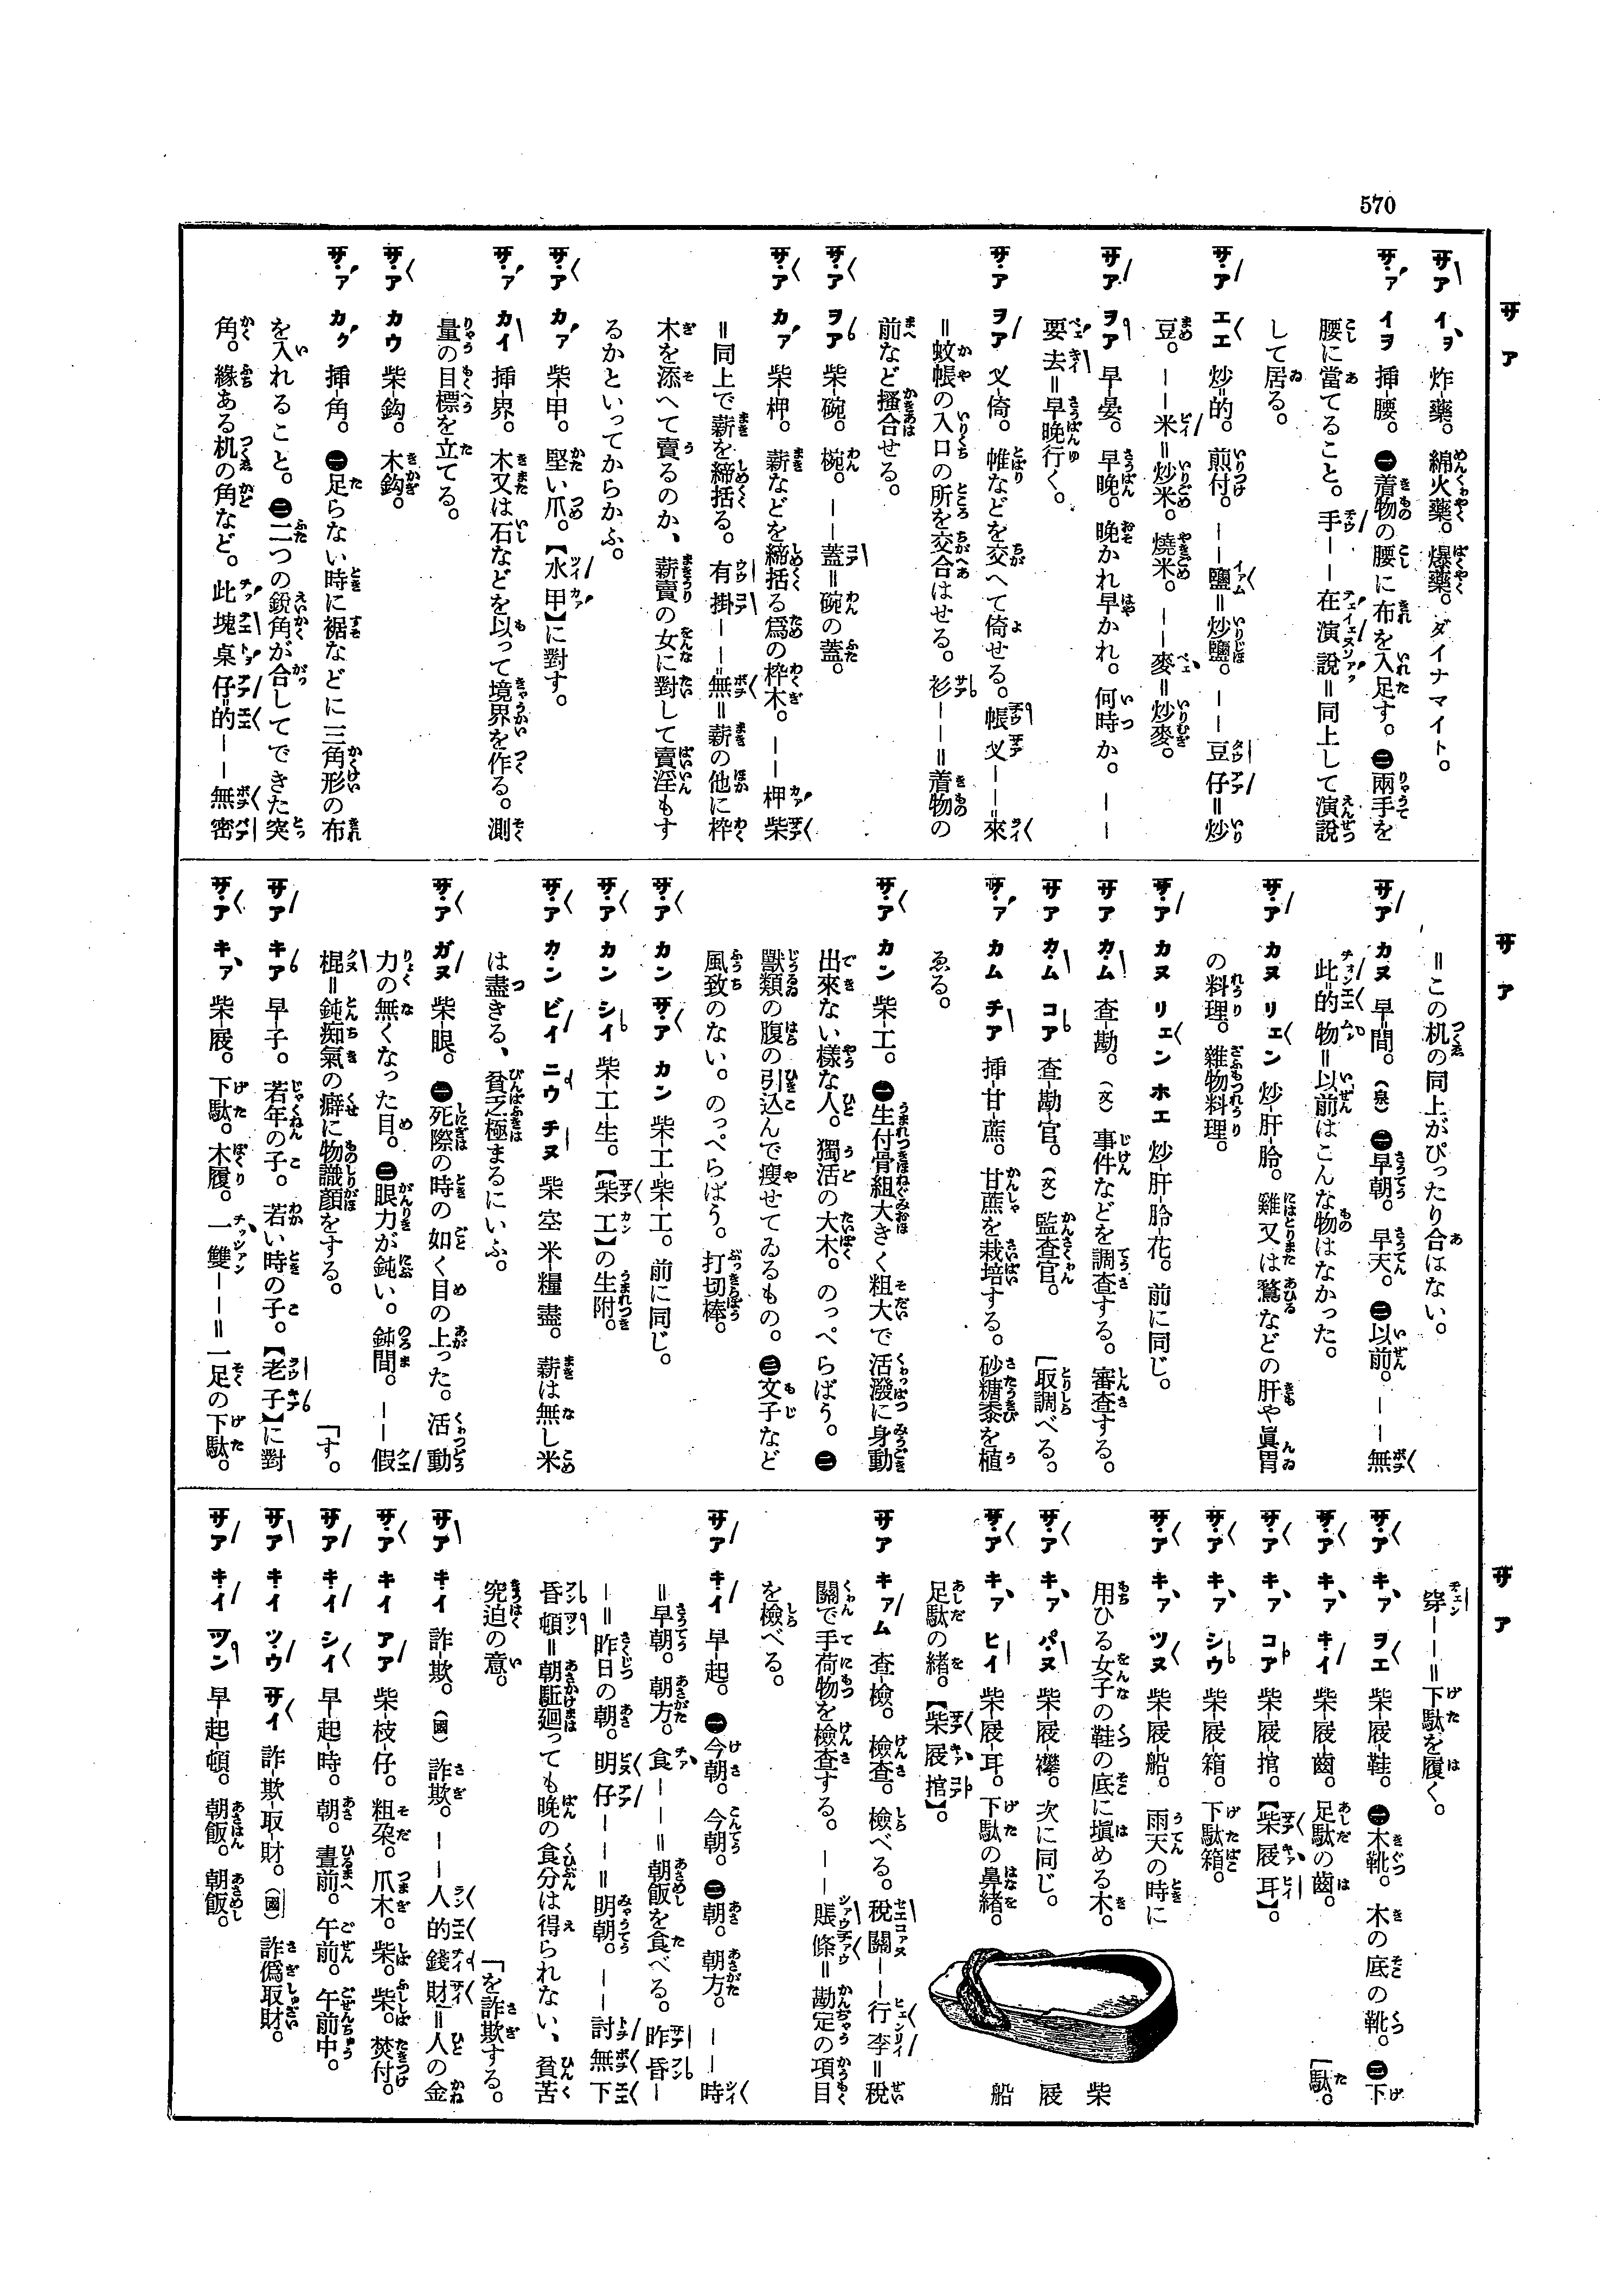 570
サ ア
サ・ア イ・ヲ 炸-藥。綿火藥。爆藥。ダイナマイト。
サ・ア イヲ 揷-腰。㊀着物の腰に布を入足す。㊁兩手を
腰に當てること。手——在演說=同上して演說
して居る。
サ・ア エエ 炒=的。煎付。——鹽=炒鹽。——豆仔=炒
豆。——米=炒米。燒米。——麥=炒麥。
サ・ア ヲア 早-晏。早晚。晚かれ早かれ。何時か。——
要去=早晚行く。
サ・ア ヲア 㕚-倚。帷などを交へて倚せる。帳㕚——=來
=蚊帳の入口の所を交合はせる。衫——=着物の
前など搔合せる。
サ・ア ヲア 柴-碗。椀。——蓋=碗の蓋。
サ・ア カァ 柴-柙。薪などを締括る爲の枠木。——柙柴
=同上で薪を締括る。有掛——=無=薪の他に枠
木を添へて賣るのか、薪賣の女に對して賣淫もす
るかといってからかふ。
サ・ア カァ 柴-甲。堅い爪。【水甲】に對す。
サ・ア カイ 揷-界。木又は石などを以って境界を作る。測
量の目標を立てる。
サ・ア カウ 柴-鈎。木鈎。
サ・ア カク 揷-角。㊀足らない時に裾などに三角形の布
を入れること。㊁二つの銳角が合してできた突
角。緣ある机の角など。此塊桌仔=的——無密
サ ア
=この机の同上がぴったり合はない。
サ・ア カヌ 早-間。(泉)㊀早朝。早天。㊁以前。——無
此=的物=以前はこんな物はなかった。
サ・ア カヌ リェン 炒-肝-胗。雞又は鶩などの肝や眞胃
の料理。雜物料理。
サ・ア カヌ リェン ホエ 炒-肝-胗-花。前に同じ。
サ・ア カ・ム 查-勘。(文)事件などを調査する。審查する。
サ・ア カ・ム コア 查-勘-官。(文)監查官。「取調べる。
サ・ァ カム チア 揷-甘-蔗。甘蔗を栽培する。砂糖黍を植
ゑる。
サ・ア カン 柴-工。㊀生付骨組大きく粗大で活潑に身動
出來ない樣な人。獨活の大木。のっぺらばう。㊁
獸類の腹の引込んで瘦せてゐるもの。㊂文子など
風致のない。のっぺらばう。打切棒。
サ・ア カン サ・ア カン 柴-工-柴-工。前に同じ。
サ・ア カン シイ 柴-工-生。【柴工】の生附。
サ・ア カ・ン ビイ ニウ チヌ 柴空米糧盡。薪は無し米
は盡きる、貧乏極まるにいふ。
サ・ア ガヌ 柴-眼。㊀死際の時の如く目の上った。活動
力の無くなった目。㊁眼力が鈍い。鈍間。——假
棍=鈍痴氣の癖に物識顏をする。「す。
サ・ア キア 早-子。若年の子。若い時の子。【老子】に對
サ・ア キ・ァ 柴-屐。下駄。木履。一雙——=一足の下駄。
サ ア
穿——=下駄を履く。
サ・ア キ・ァ ヲエ 柴-屐-鞋。㊀木靴。木の底の靴。㊁下
サ・ア キ・ァ キ・イ 柴-屐-齒。足駄の齒。「駄。
サ・ア キ・ァ コア 柴-屐-棺。【柴屐耳】。
サ・ア キ・ァ シウ 柴-屐-箱。下駄箱。
サ・ア キ・ァ ツヌ 柴-屐-船。雨天の時に
用ひる女子の鞋の底に塡める木。
サ・ア キ・ァ パ・ヌ 柴-屐-襻。次に同じ。
サ・ア キ・ァ ヒイ 柴-屐-耳。下駄の鼻緖。
足駄の緖。【柴屐棺】。
柴屐船
サア キァム 查-檢。檢查。檢べる。稅關——行李=稅
關で手荷物を檢查する。——賬條=勘定の項目
を檢べる。
サ・ア キ・イ 早-起。㊀今朝。今朝。㊁朝。朝方。——時
=早朝。朝方。食——=朝飯を食べる。昨昏—
—=昨日の朝。明仔——=明朝。——討無下
昏頓=朝駈廻っても晚の食分は得られない、貧苦
究迫の意。
サア キイ 詐-欺。(國)詐欺。——人的錢財=人の金
「を詐欺する。
サ・ア キイ アア 柴-枝-仔。粗朶。爪木。柴。柴。焚付。
サ・ア キ・イ シイ 早-起-時。朝。晝前。午前。午前中。
サア キ・イ ツ・ウ サイ 詐-欺-取-財。(國)詐僞取財。
サ・ア キ・イ ツン 早-起-頓。朝飯。朝飯。